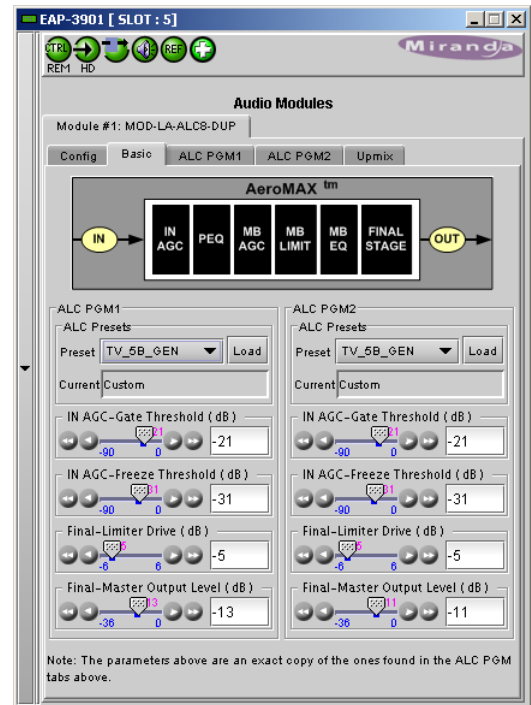 EAP-3901 [ SLOT : 5]
CTRL REF
REM HD
Miranda
Audio Modules
Module #1: MOD-LA-ALC8-DUP
Config Basic ALC PGM1 ALC PGM2 Upmix
AeroMAX tm
IN IN AGC PEQ MB AGC MB LIMIT MB EQ FINAL STAGE OUT
ALC PGM1
ALC Presets
Preset TV_5B_GEN Load
Current Custom
IN AGC-Gate Threshold ( dB )
21
-90 0 -21
IN AGC-Freeze Threshold ( dB )
31
-90 0 -31
Final-Limiter Drive ( dB )
5
-6 6 -5
Final-Master Output Level ( dB )
13
-36 0 -13
ALC PGM2
ALC Presets
Preset TV_5B_GEN Load
Current Custom
IN AGC-Gate Threshold ( dB )
21
-90 0 -21
IN AGC-Freeze Threshold ( dB )
31
-90 0 -31
Final-Limiter Drive ( dB )
5
-6 6 -5
Final-Master Output Level ( dB )
11
-36 0 -11
Note: The parameters above are an exact copy of the ones found in the ALC PGM
tabs above.